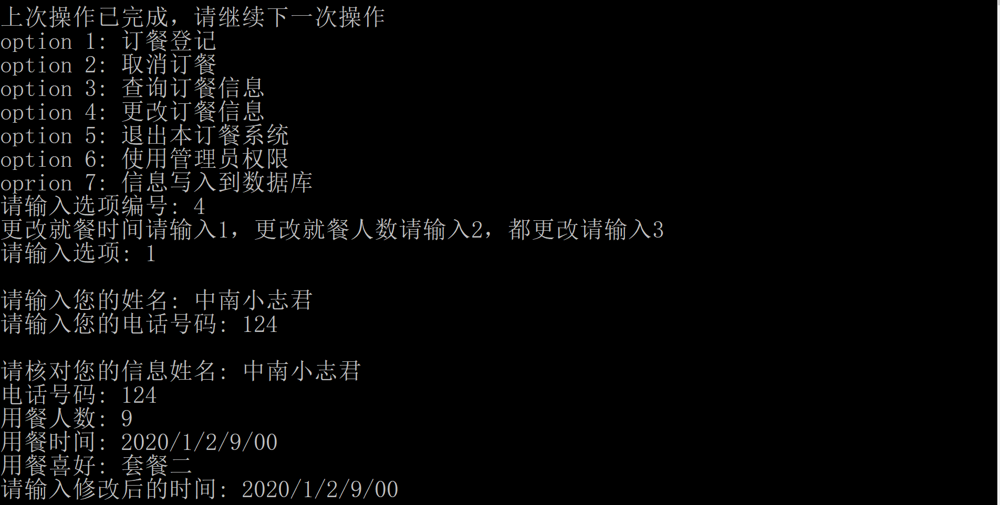 上次操作已完成，请继续下一次操作
option 1: 订餐登记
option 2: 取消订餐
option 3: 查询订餐信息
option 4: 更改订餐信息
option 5: 退出本订餐系统
option 6: 使用管理员权限
oprion 7: 信息写入到数据库
请输入选项编号: 4
更改就餐时间请输入1，更改就餐人数请输入2，都更改请输入3
请输入选项: 1
请输入您的姓名: 中南小志君
请输入您的电话号码: 124
请核对您的信息姓名: 中南小志君
电话号码: 124
用餐人数: 9
用餐时间: 2020/1/2/9/00
用餐喜好: 套餐二
请输入修改后的时间: 2020/1/2/9/00